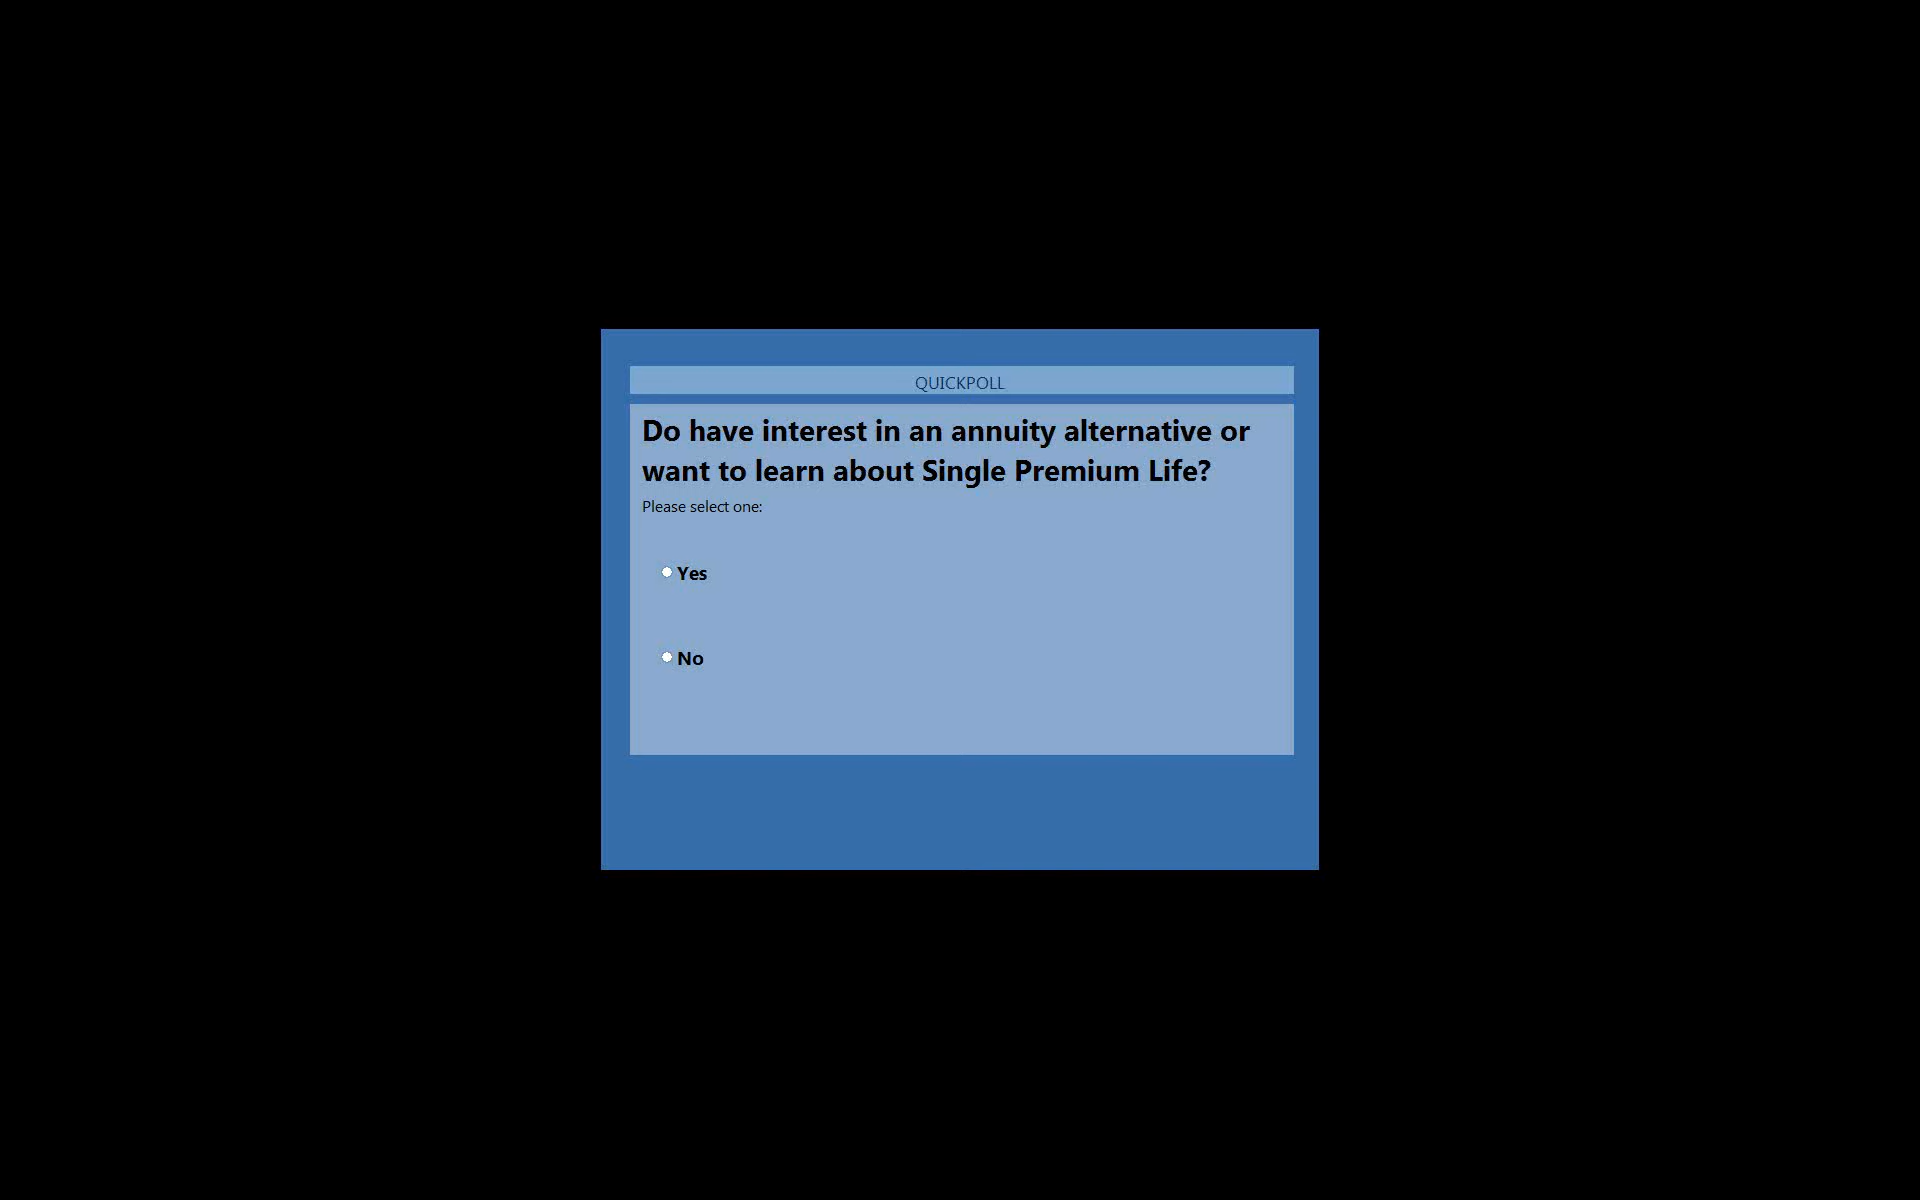 QUICKPOLL
Do have interest in an annuity alternative or
want to learn about Single Premium Life?
Please select one:
Yes
No